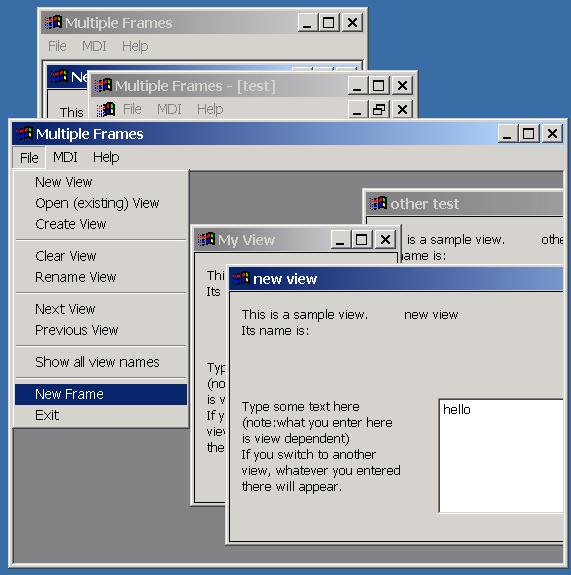 Multiple Frames
File MDI Help
Ne
This
Multiple Frames - [test]
File MDI Help
Multiple Frames
File MDI Help
New View
Open (existing) View
Create View
Clear View
Rename View
Next View
Previous View
Show all view names
New Frame
Exit
other test
is a sample view. othe
ame is:
My View
Thi
Its
Typ
(no
is v
If y
view
the
new view
This is a sample view. new view
Its name is:
Type some text here
(note:what you enter here
is view dependent)
If you switch to another
view, whatever you entered
there will appear.
hello